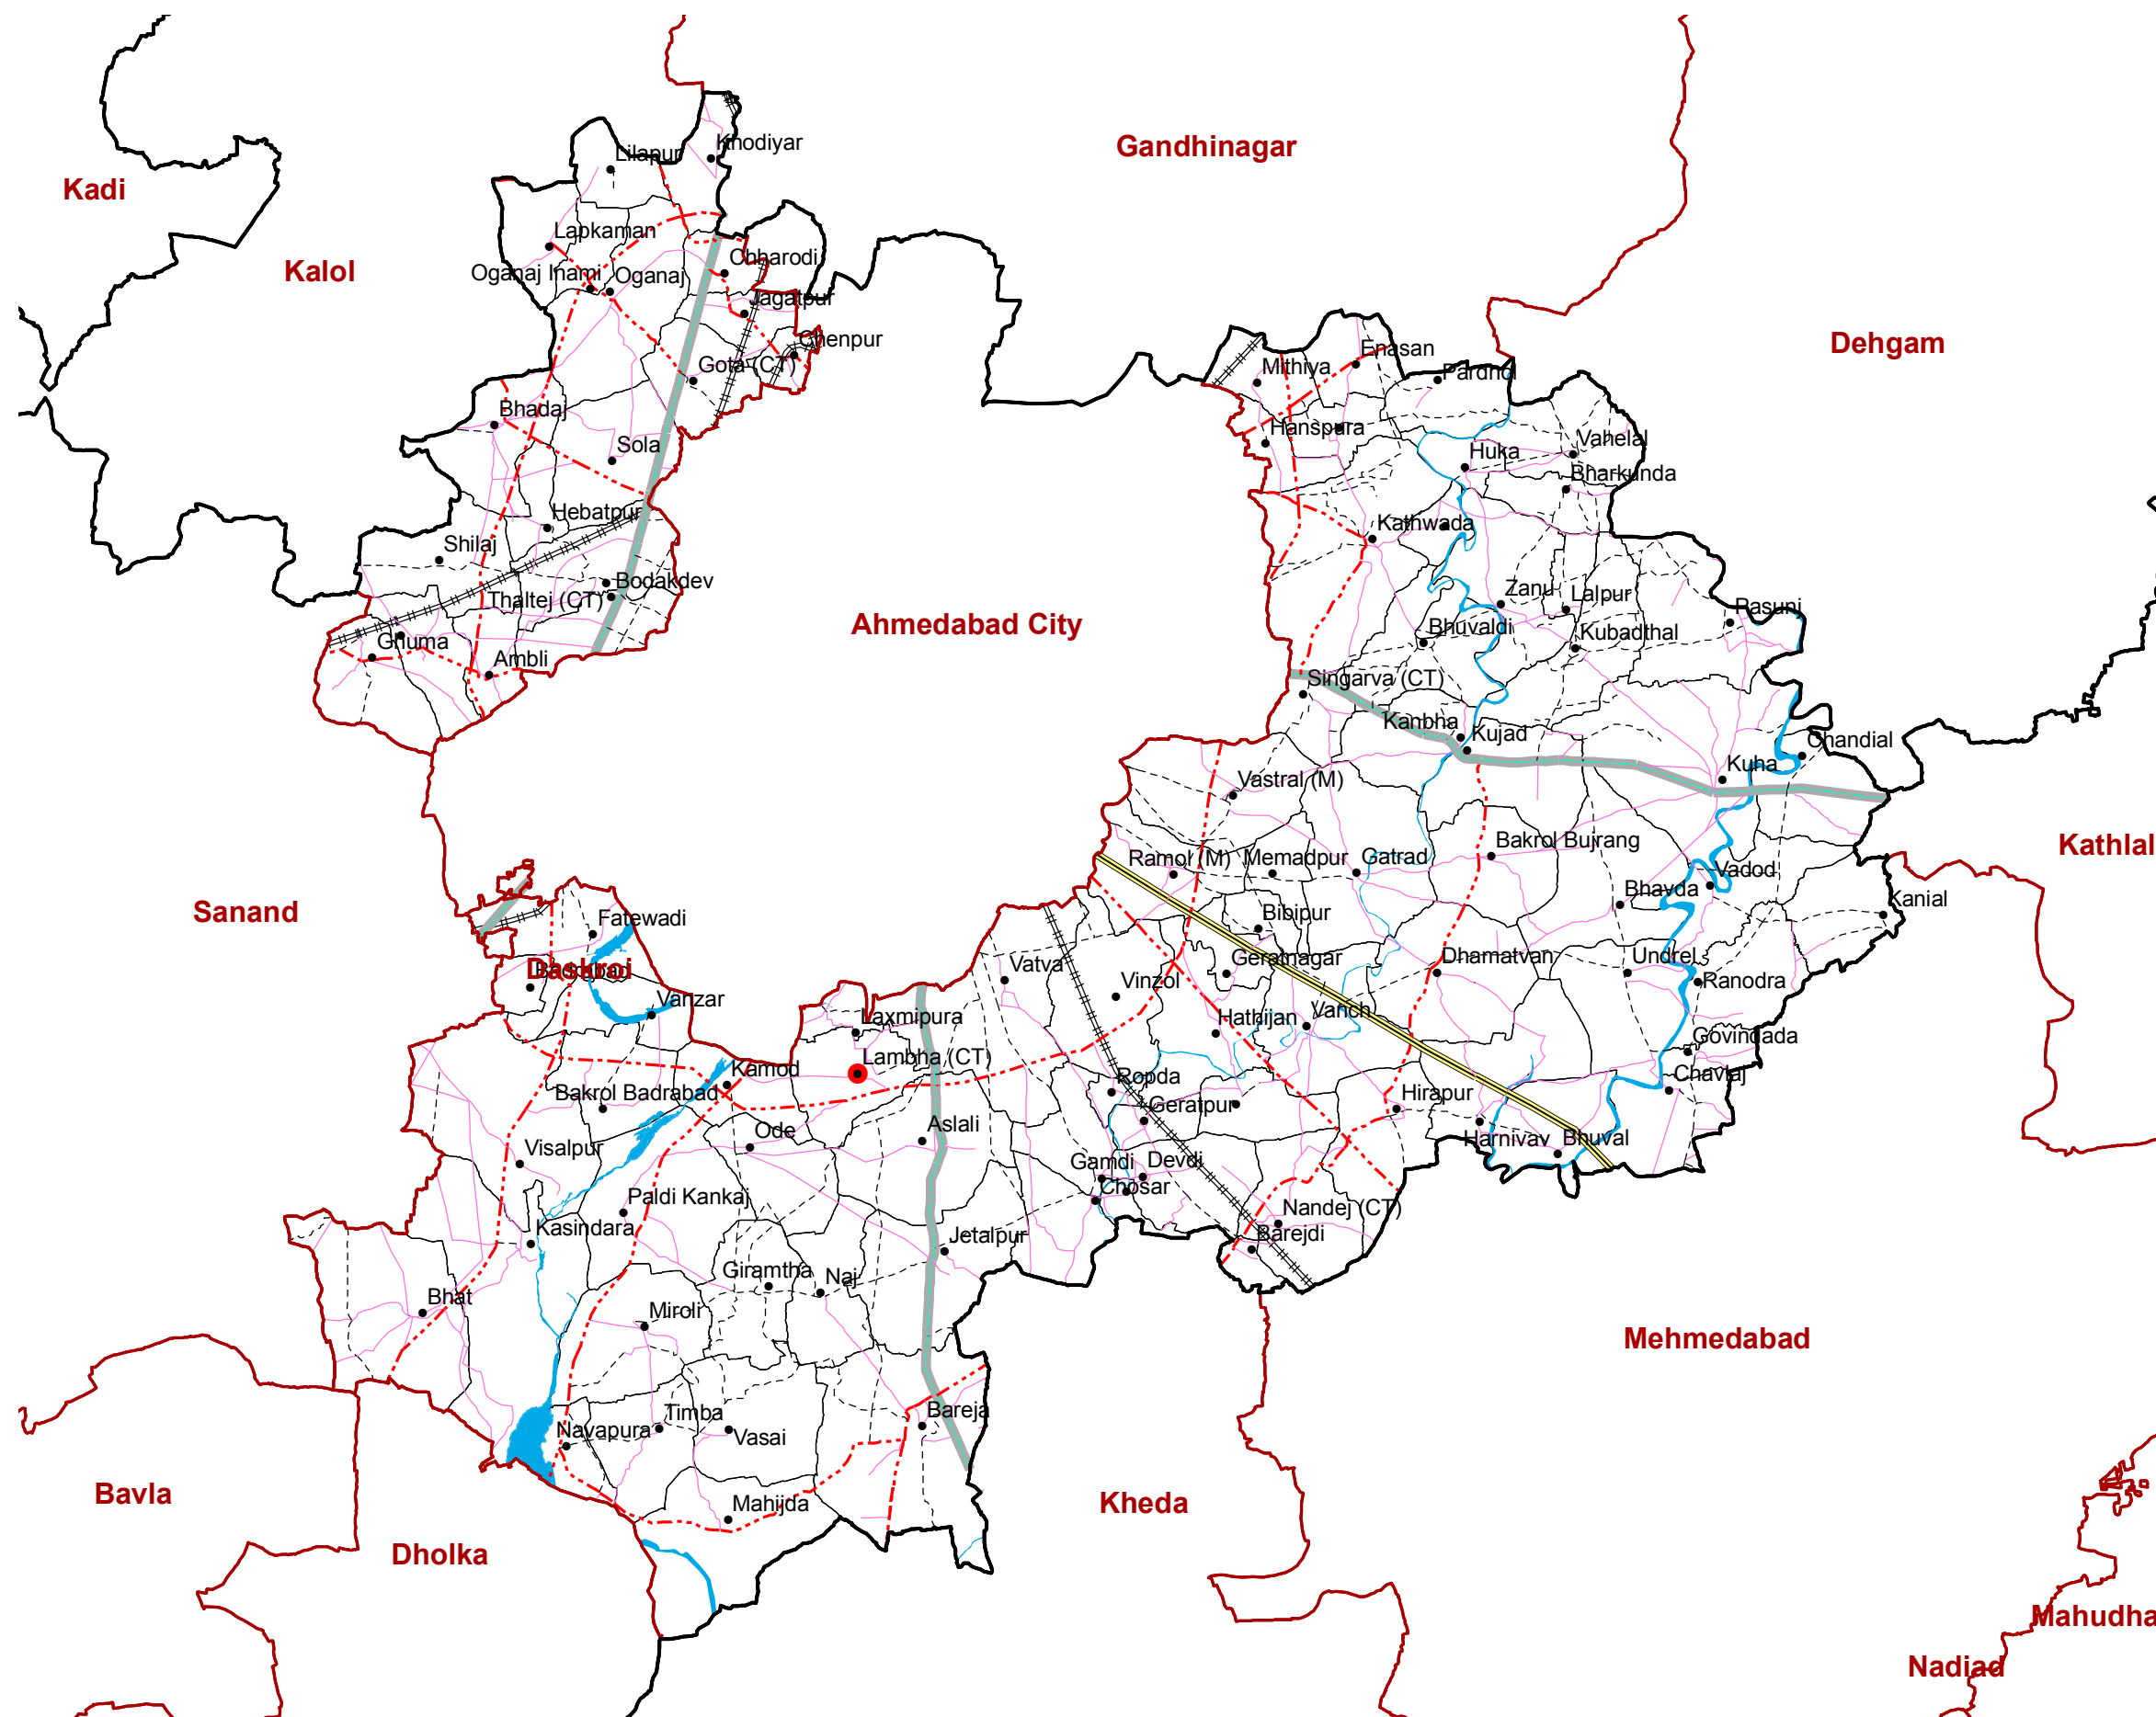 Khodiyar
Gandhinagar
Lilapur
Kadi
Lapkaman
Chharodi
Kalol
Oganaj Inami
Oganaj
Jagatpur
Chenpur
Dehgam
Enasan
Mithiya
Gota (CT)
Pardhol
Bhadaj
Hanspura
Vahelal
Sola
Huka
Bharkunda
Hebatpur
Kathwada
Shilaj
Bodakdev
Thaltej (CT)
Zanu
Lalpur
Rasunj
Ahmedabad City
Bhuvaldi
Kubadthal
Ghuma
Ambli
Singarva (CT)
Kanbha
Kujad
Chandial
Kuha
Vastral (M)
Bakrol Bujrang
Kathlal
Ramol (M)
Memadpur
Gatrad
Vadod
Bhavda
Kanial
Sanand
Fatewadi
Bibipur
Daskroi
Vatva
Geratnagar
Dhamatvan
Undrel
Vinzol
Ranodra
Vanzar
Laxmipura
Hathijan
Vanch
Govindada
Lambha (CT)
Kamod
Ropda
Chavlaj
Bakrol Badrabad
Geratpur
Hirapur
Ode
Aslali
Harnivav
Bhuval
Visalpur
Gamdi
Devdi
Chosar
Paldi Kankaj
Nandej (CT)
Kasindara
Jetalpur
Barejdi
Giramtha
Naj
Bhat
Miroli
Mehmedabad
Timba
Bareja
Navapura
Vasai
Bavla
Mahijda
Kheda
Dholka
Mahudha
Nadiad